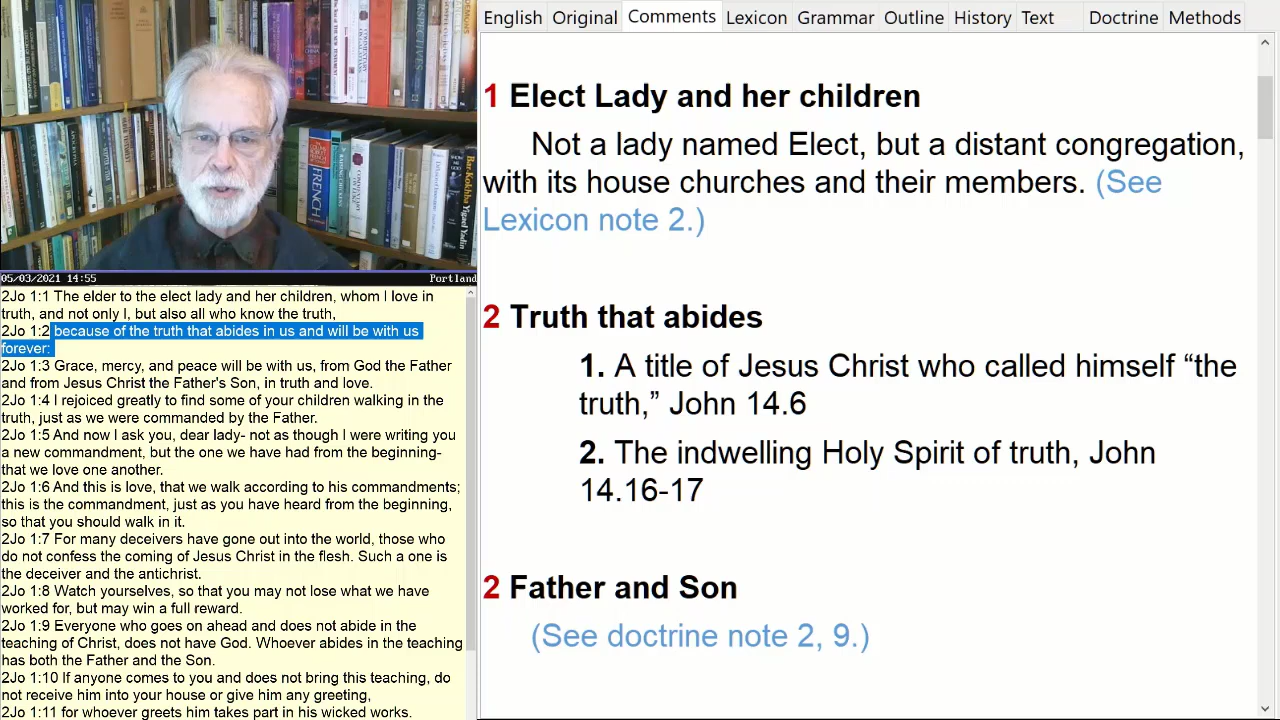 English Original Comments Lexicon Grammar Outline History Text Doctrine Methods
FRENCH
Bar-Kokhba Yigael Yadin
05/03/2021 14:55 Portland
2Jo 1:1 The elder to the elect lady and her children, whom I love in
truth, and not only I, but also all who know the truth,
2Jo 1:2 because of the truth that abides in us and will be with us
forever:
2Jo 1:3 Grace, mercy, and peace will be with us, from God the Father
and from Jesus Christ the Father's Son, in truth and love.
2Jo 1:4 I rejoiced greatly to find some of your children walking in the
truth, just as we were commanded by the Father.
2Jo 1:5 And now I ask you, dear lady- not as though I were writing you
a new commandment, but the one we have had from the beginning-
that we love one another.
2Jo 1:6 And this is love, that we walk according to his commandments;
this is the commandment, just as you have heard from the beginning,
so that you should walk in it.
2Jo 1:7 For many deceivers have gone out into the world, those who
do not confess the coming of Jesus Christ in the flesh. Such a one is
the deceiver and the antichrist.
2Jo 1:8 Watch yourselves, so that you may not lose what we have
worked for, but may win a full reward.
2Jo 1:9 Everyone who goes on ahead and does not abide in the
teaching of Christ, does not have God. Whoever abides in the teaching
has both the Father and the Son.
2Jo 1:10 If anyone comes to you and does not bring this teaching, do
not receive him into your house or give him any greeting,
2Jo 1:11 for whoever greets him takes part in his wicked works.
1 Elect Lady and her children
Not a lady named Elect, but a distant congregation,
with its house churches and their members. (See
Lexicon note 2.)
2 Truth that abides
1. A title of Jesus Christ who called himself “the
truth,” John 14.6
2. The indwelling Holy Spirit of truth, John
14.16-17
2 Father and Son
(See doctrine note 2, 9.)